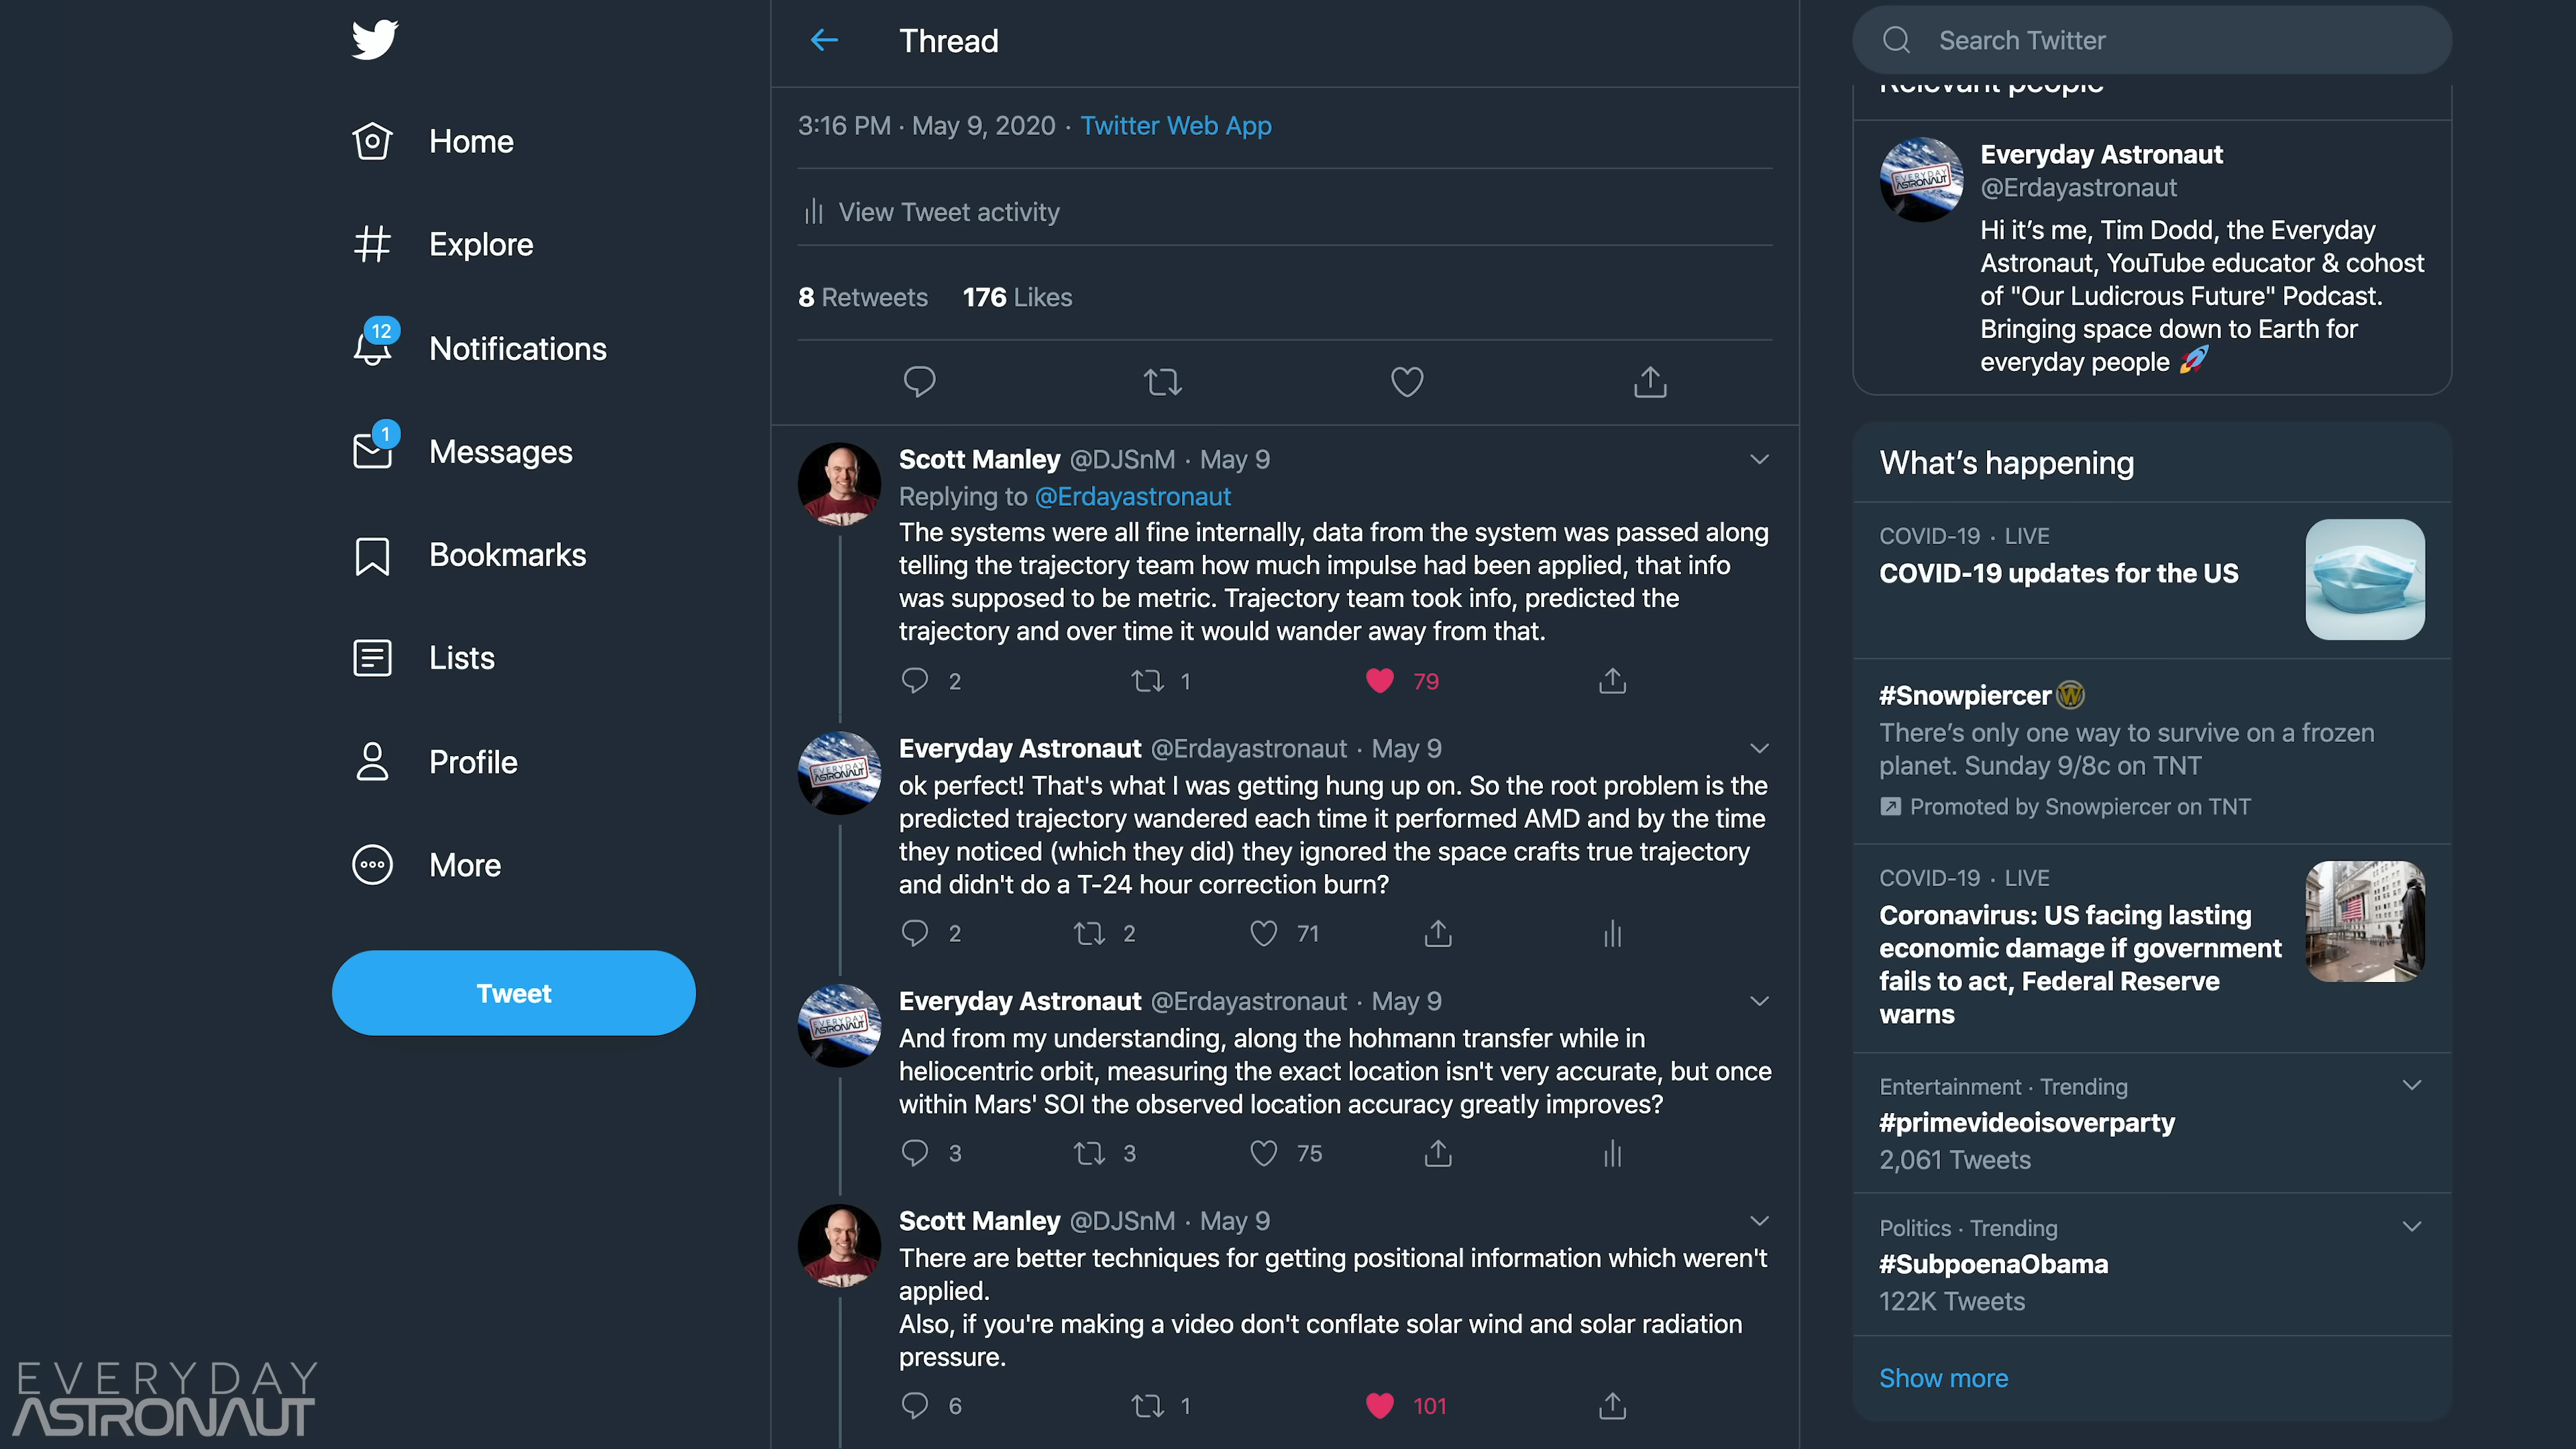 Home
Explore
12
Notifications
1
Messages
Bookmarks
Lists
Profile
More
Tweet
EVERYDAY
ASTRONAUT
Thread
3:16 PM · May 9, 2020 · Twitter Web App
View Tweet activity
8 Retweets 176 Likes
Scott Manley @DJSnM · May 9
Replying to @Erdayastronaut
The systems were all fine internally, data from the system was passed along
telling the trajectory team how much impulse had been applied, that info
was supposed to be metric. Trajectory team took info, predicted the
trajectory and over time it would wander away from that.
2 1 79
EVERYDAY
ASTRONAUT
Everyday Astronaut @Erdayastronaut · May 9
ok perfect! That's what I was getting hung up on. So the root problem is the
predicted trajectory wandered each time it performed AMD and by the time
they noticed (which they did) they ignored the space crafts true trajectory
and didn't do a T-24 hour correction burn?
2 2 71
EVERYDAY
ASTRONAUT
Everyday Astronaut @Erdayastronaut · May 9
And from my understanding, along the hohmann transfer while in
heliocentric orbit, measuring the exact location isn't very accurate, but once
within Mars' SOI the observed location accuracy greatly improves?
3 3 75
Scott Manley @DJSnM · May 9
There are better techniques for getting positional information which weren't
applied.
Also, if you're making a video don't conflate solar wind and solar radiation
pressure.
6 1 101
Search Twitter
Relevant people
EVERYDAY
ASTRONAUT
Everyday Astronaut
@Erdayastronaut
Hi it's me, Tim Dodd, the Everyday
Astronaut, YouTube educator & cohost
of "Our Ludicrous Future" Podcast.
Bringing space down to Earth for
everyday people
What's happening
COVID-19 · LIVE
COVID-19 updates for the US
#Snowpiercer
There's only one way to survive on a frozen
planet. Sunday 9/8c on TNT
Promoted by Snowpiercer on TNT
COVID-19 · LIVE
Coronavirus: US facing lasting
economic damage if government
fails to act, Federal Reserve
warns
Entertainment · Trending
#primevideoisoverparty
2,061 Tweets
Politics · Trending
#SubpoenaObama
122K Tweets
Show more